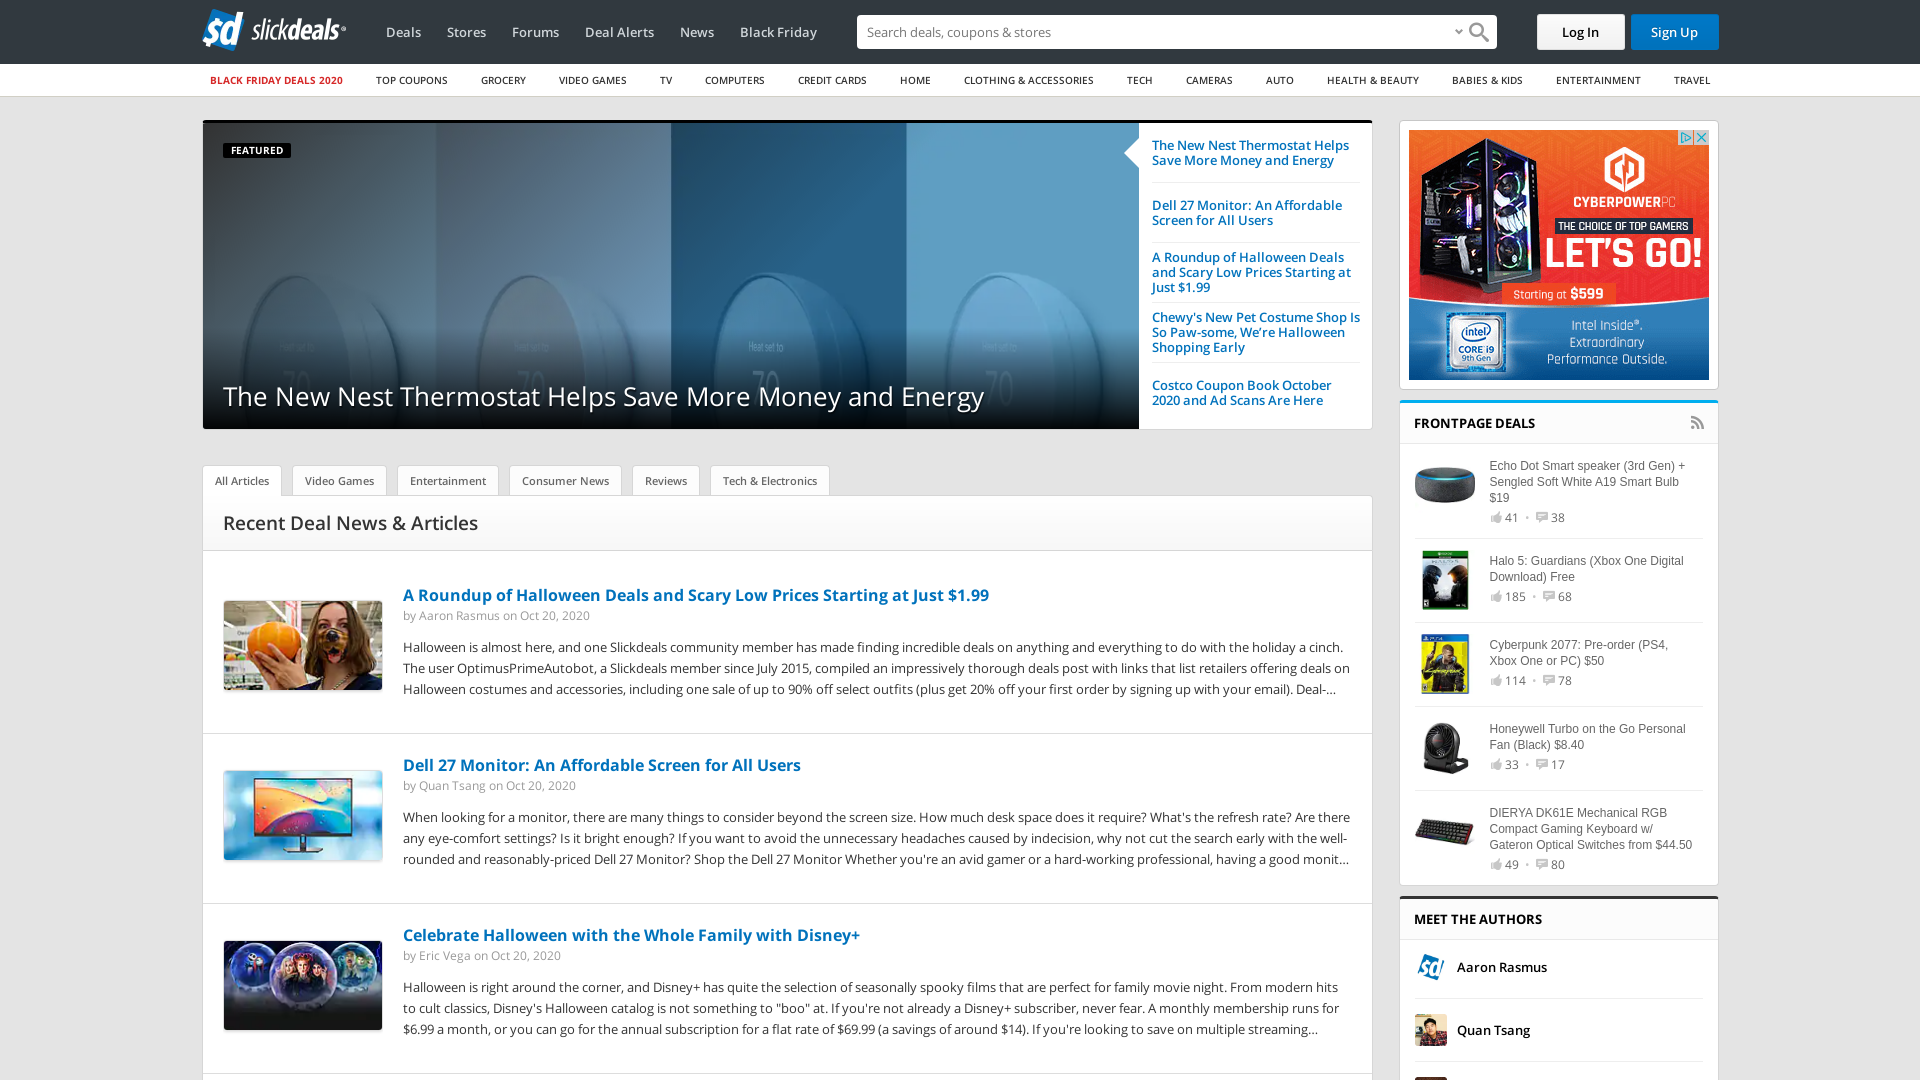 sd slickdeals
Deals Stores Forums Deal Alerts News Black Friday
Search deals, coupons & stores
Log In Sign Up
BLACK FRIDAY DEALS 2020 TOP COUPONS GROCERY VIDEO GAMES TV COMPUTERS CREDIT CARDS HOME CLOTHING & ACCESSORIES TECH CAMERAS AUTO HEALTH & BEAUTY BABIES & KIDS ENTERTAINMENT TRAVEL
FEATURED
Heat set to
70
The New Nest Thermostat Helps Save More Money and Energy
The New Nest Thermostat Helps
Save More Money and Energy
Dell 27 Monitor: An Affordable
Screen for All Users
A Roundup of Halloween Deals
and Scary Low Prices Starting at
Just $1.99
Chewy's New Pet Costume Shop Is
So Paw-some, We’re Halloween
Shopping Early
Costco Coupon Book October
2020 and Ad Scans Are Here
All Articles Video Games Entertainment Consumer News Reviews Tech & Electronics
Recent Deal News & Articles
A Roundup of Halloween Deals and Scary Low Prices Starting at Just $1.99
by Aaron Rasmus on Oct 20, 2020
Halloween is almost here, and one Slickdeals community member has made finding incredible deals on anything and everything to do with the holiday a cinch.
The user OptimusPrimeAutobot, a Slickdeals member since July 2015, compiled an impressively thorough deals post with links that list retailers offering deals on
Halloween costumes and accessories, including one sale of up to 90% off select outfits (plus get 20% off your first order by signing up with your email). Deal-...
Dell 27 Monitor: An Affordable Screen for All Users
by Quan Tsang on Oct 20, 2020
When looking for a monitor, there are many things to consider beyond the screen size. How much desk space does it require? What's the refresh rate? Are there
any eye-comfort settings? Is it bright enough? If you want to avoid the unnecessary headaches caused by indecision, why not cut the search early with the well-
rounded and reasonably-priced Dell 27 Monitor? Shop the Dell 27 Monitor Whether you're an avid gamer or a hard-working professional, having a good monit...
Celebrate Halloween with the Whole Family with Disney+
by Eric Vega on Oct 20, 2020
Halloween is right around the corner, and Disney+ has quite the selection of seasonally spooky films that are perfect for family movie night. From modern hits
to cult classics, Disney's Halloween catalog is not something to "boo" at. If you're not already a Disney+ subscriber, never fear. A monthly membership runs for
$6.99 a month, or you can go for the annual subscription for a flat rate of $69.99 (a savings of around $14). If you're looking to save on multiple streaming...
CYBERPOWERPC
THE CHOICE OF TOP GAMERS
LET'S GO!
Starting at $599
intel
CORE i9
9th Gen
Intel Inside®.
Extraordinary
Performance Outside.
FRONTPAGE DEALS
Echo Dot Smart speaker (3rd Gen) +
Sengled Soft White A19 Smart Bulb
$19
41 • 38
Halo 5: Guardians (Xbox One Digital
Download) Free
185 • 68
Cyberpunk 2077: Pre-order (PS4,
Xbox One or PC) $50
114 • 78
Honeywell Turbo on the Go Personal
Fan (Black) $8.40
33 • 17
DIERYA DK61E Mechanical RGB
Compact Gaming Keyboard w/
Gateron Optical Switches from $44.50
49 • 80
MEET THE AUTHORS
Aaron Rasmus
Quan Tsang